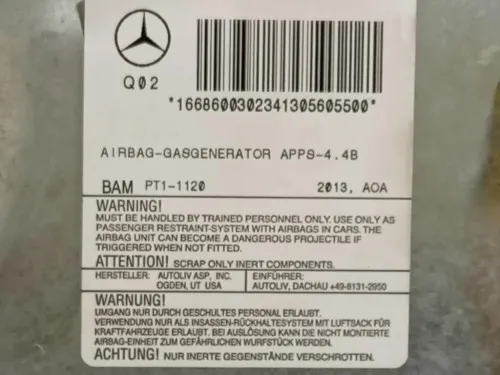 Q02
*16686003023413056055​00*
AIRBAG-GASGENERATOR APPS-4.4B
BAM PT1-1120 2013, AOA
WARNING!
MUST BE HANDLED BY TRAINED PERSONNEL ONLY. USE ONLY AS
PASSENGER RESTRAINT-SYSTEM WITH AIRBAGS IN CARS. THE
AIRBAG UNIT CAN BECOME A DANGEROUS PROJECTILE IF
TRIGGERED WHEN NOT FITTED.
ATTENTION! SCRAP ONLY INERT COMPONENTS.
HERSTELLER: AUTOLIV ASP, INC. EINFÜHRER:
OGDEN, UT USA AUTOLIV, DACHAU +49-8131-2950
WARNUNG!
UMGANG NUR DURCH GESCHULTES PERSONAL ERLAUBT.
VERWENDUNG NUR ALS INSASSEN-RÜCKHALTESYSTEM MIT LUFTSACK FÜR
KRAFTFAHRZEUGE ERLAUBT. BEI AUSLÖSUNG KANN DIE NICHT MONTIERTE
AIRBAG-EINHEIT ZUM GEFÄHRLICHEN WURFSTÜCK WERDEN.
ACHTUNG! NUR INERTE GEGENSTÄNDE VERSCHROTTEN.